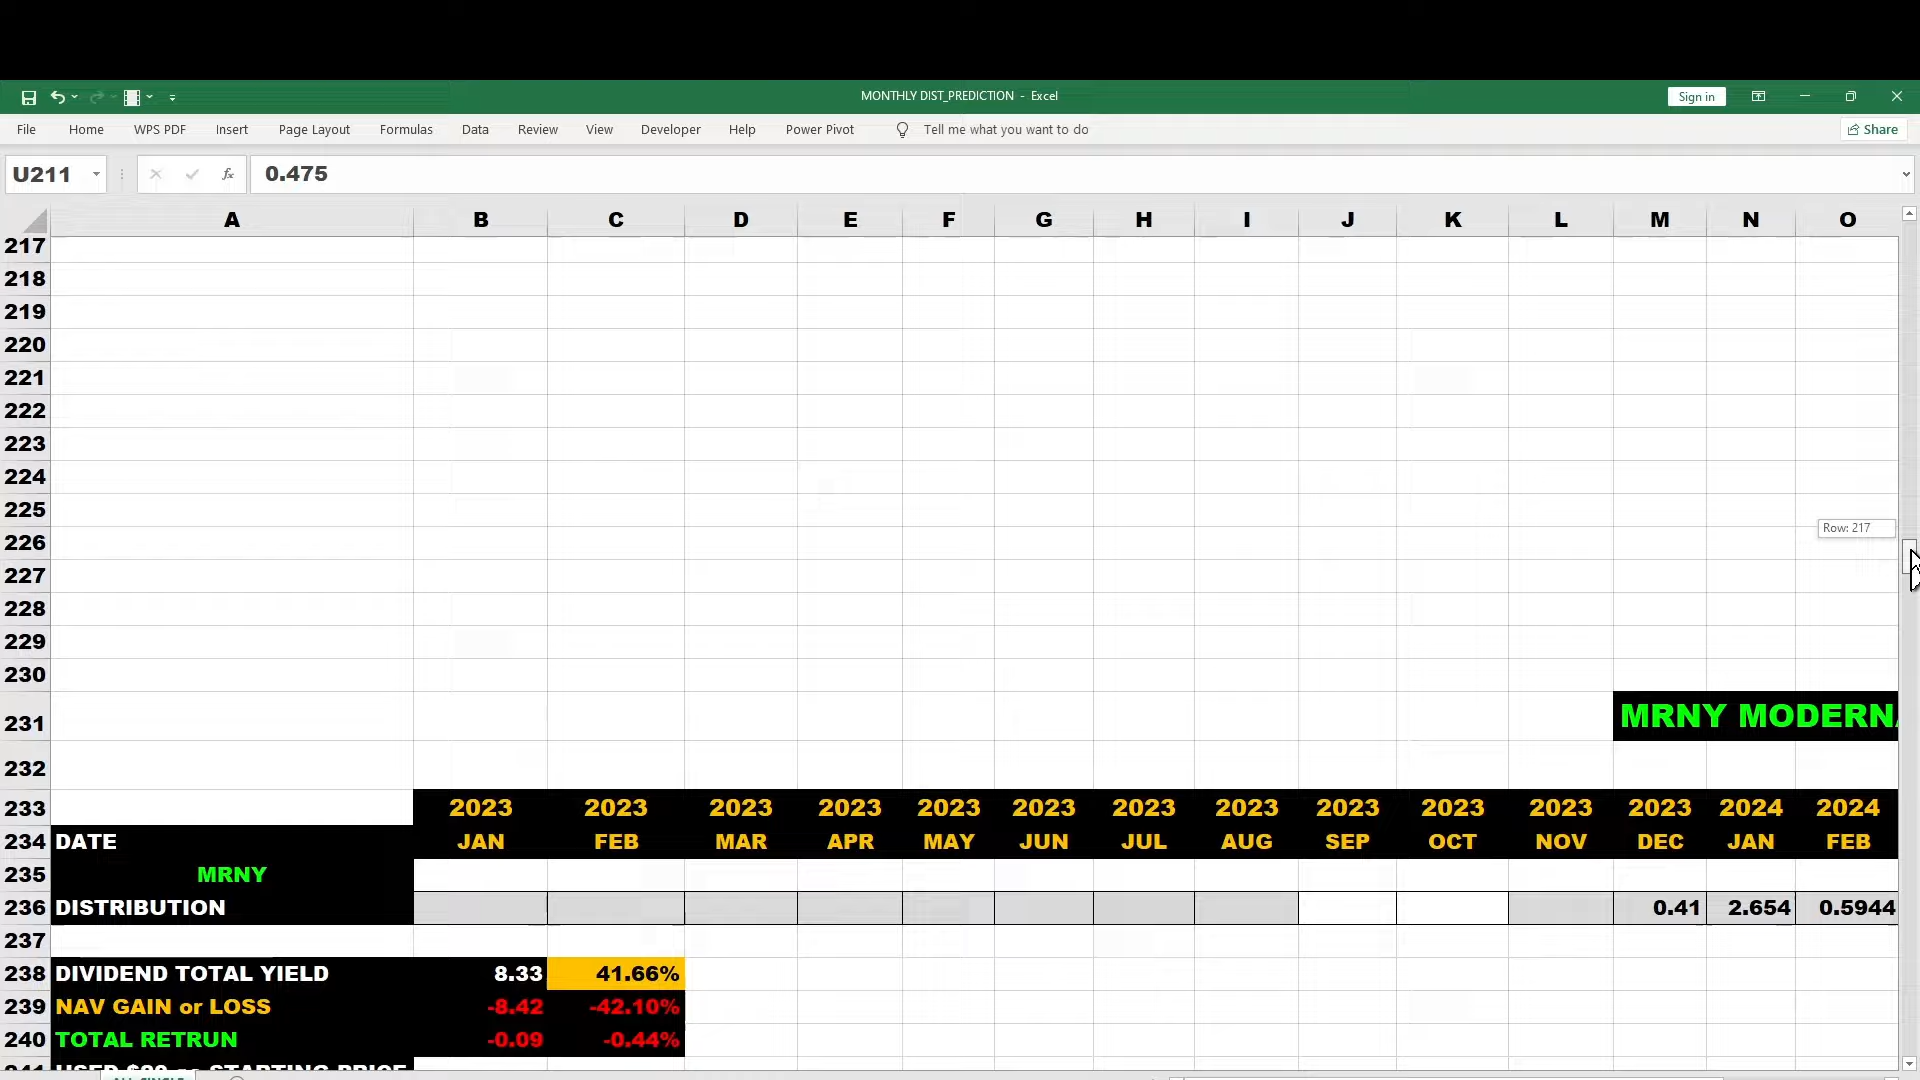 MONTHLY DIST_PREDICTION - Excel
Sign in
File Home WPS PDF Insert Page Layout Formulas Data Review View Developer Help Power Pivot Tell me what you want to do Share
U211 fx 0.475
A B C D E F G H I J K L M N O
217
218
219
220
221
222
223
224
225
226
Row: 217
227
228
229
230
231 MRNY MODERNA
232
233 2023 2023 2023 2023 2023 2023 2023 2023 2023 2023 2023 2023 2024 2024
234 DATE JAN FEB MAR APR MAY JUN JUL AUG SEP OCT NOV DEC JAN FEB
235 MRNY
236 DISTRIBUTION 0.41 2.654 0.5944
237
238 DIVIDEND TOTAL YIELD 8.33 41.66%
239 NAV GAIN or LOSS -8.42 -42.10%
240 TOTAL RETRUN -0.09 -0.44%